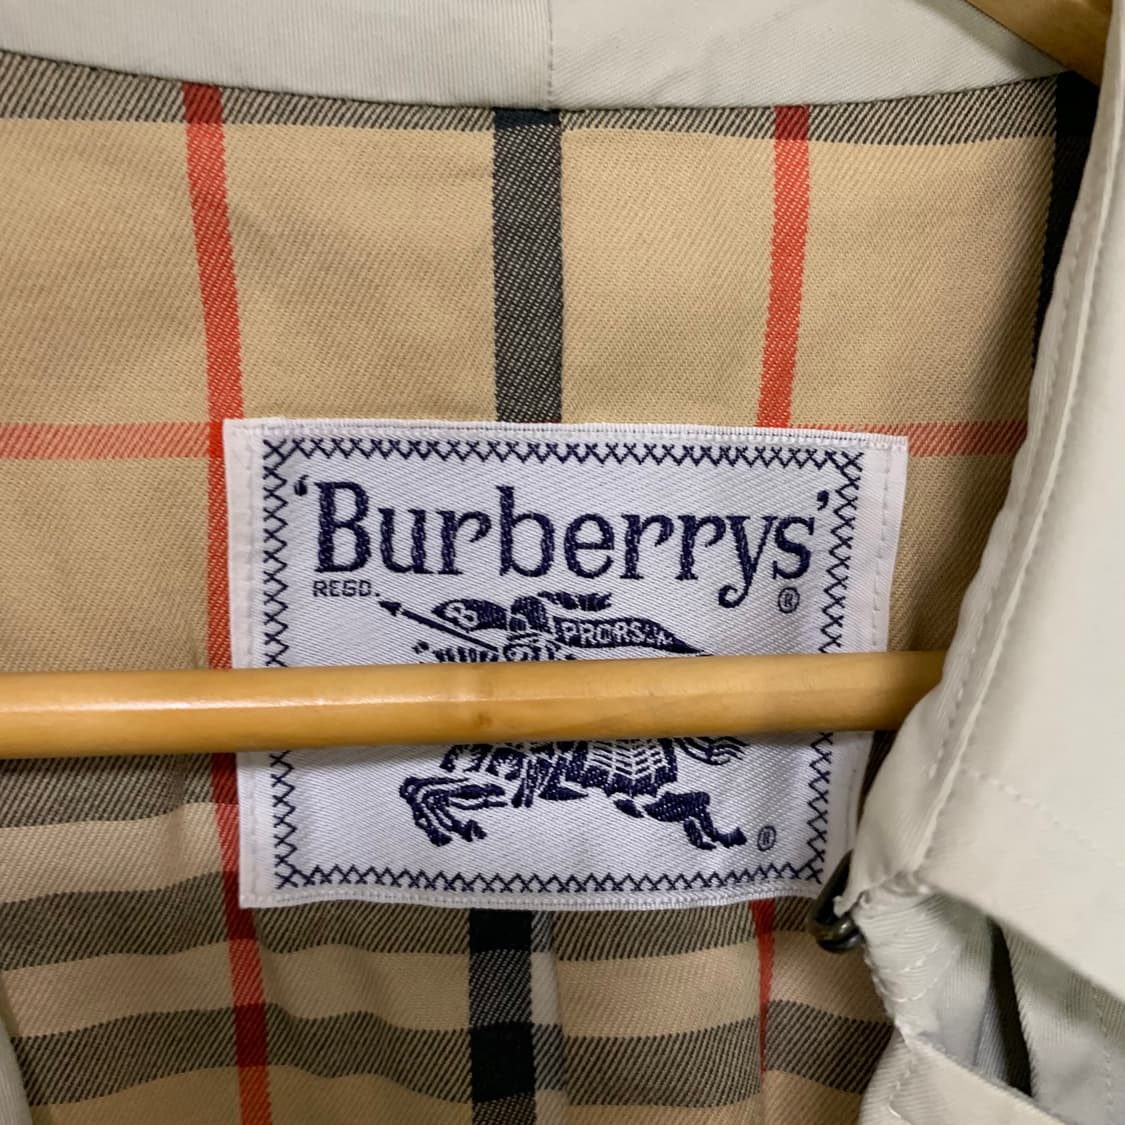 ‘Burberrys’
REGD. ®
PRORSUM
®